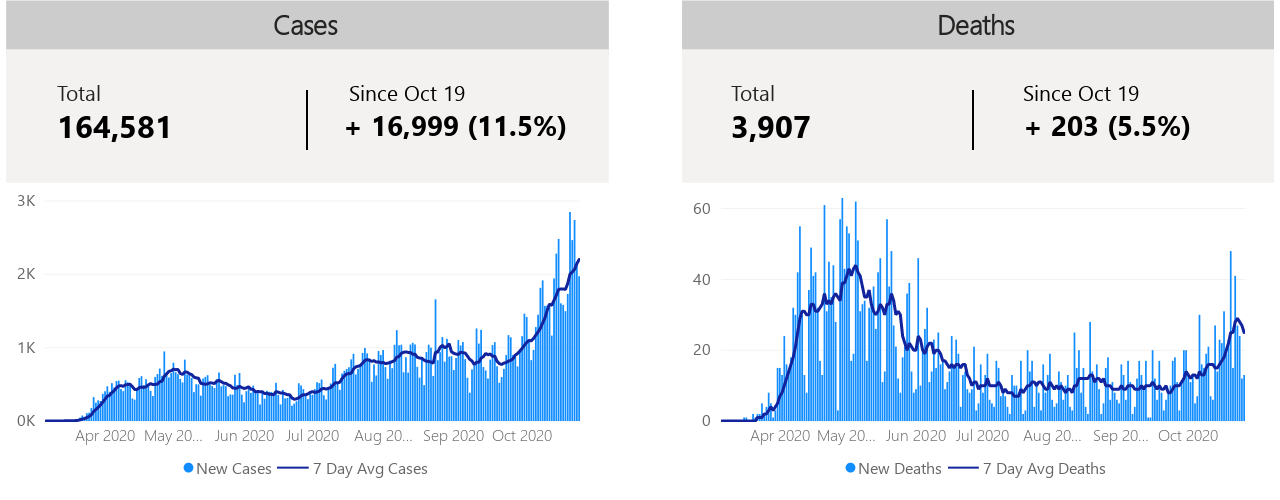 Cases
Total
164,581
Since Oct 19
+ 16,999 (11.5%)
3K
2K
1K
0K
Apr 2020 May 20... Jun 2020 Jul 2020 Aug 20... Sep 2020 Oct 2020
New Cases 7 Day Avg Cases
Deaths
Total
3,907
Since Oct 19
+ 203 (5.5%)
60
40
20
0
Apr 2020 May 20... Jun 2020 Jul 2020 Aug 20... Sep 20... Oct 2020
New Deaths 7 Day Avg Deaths